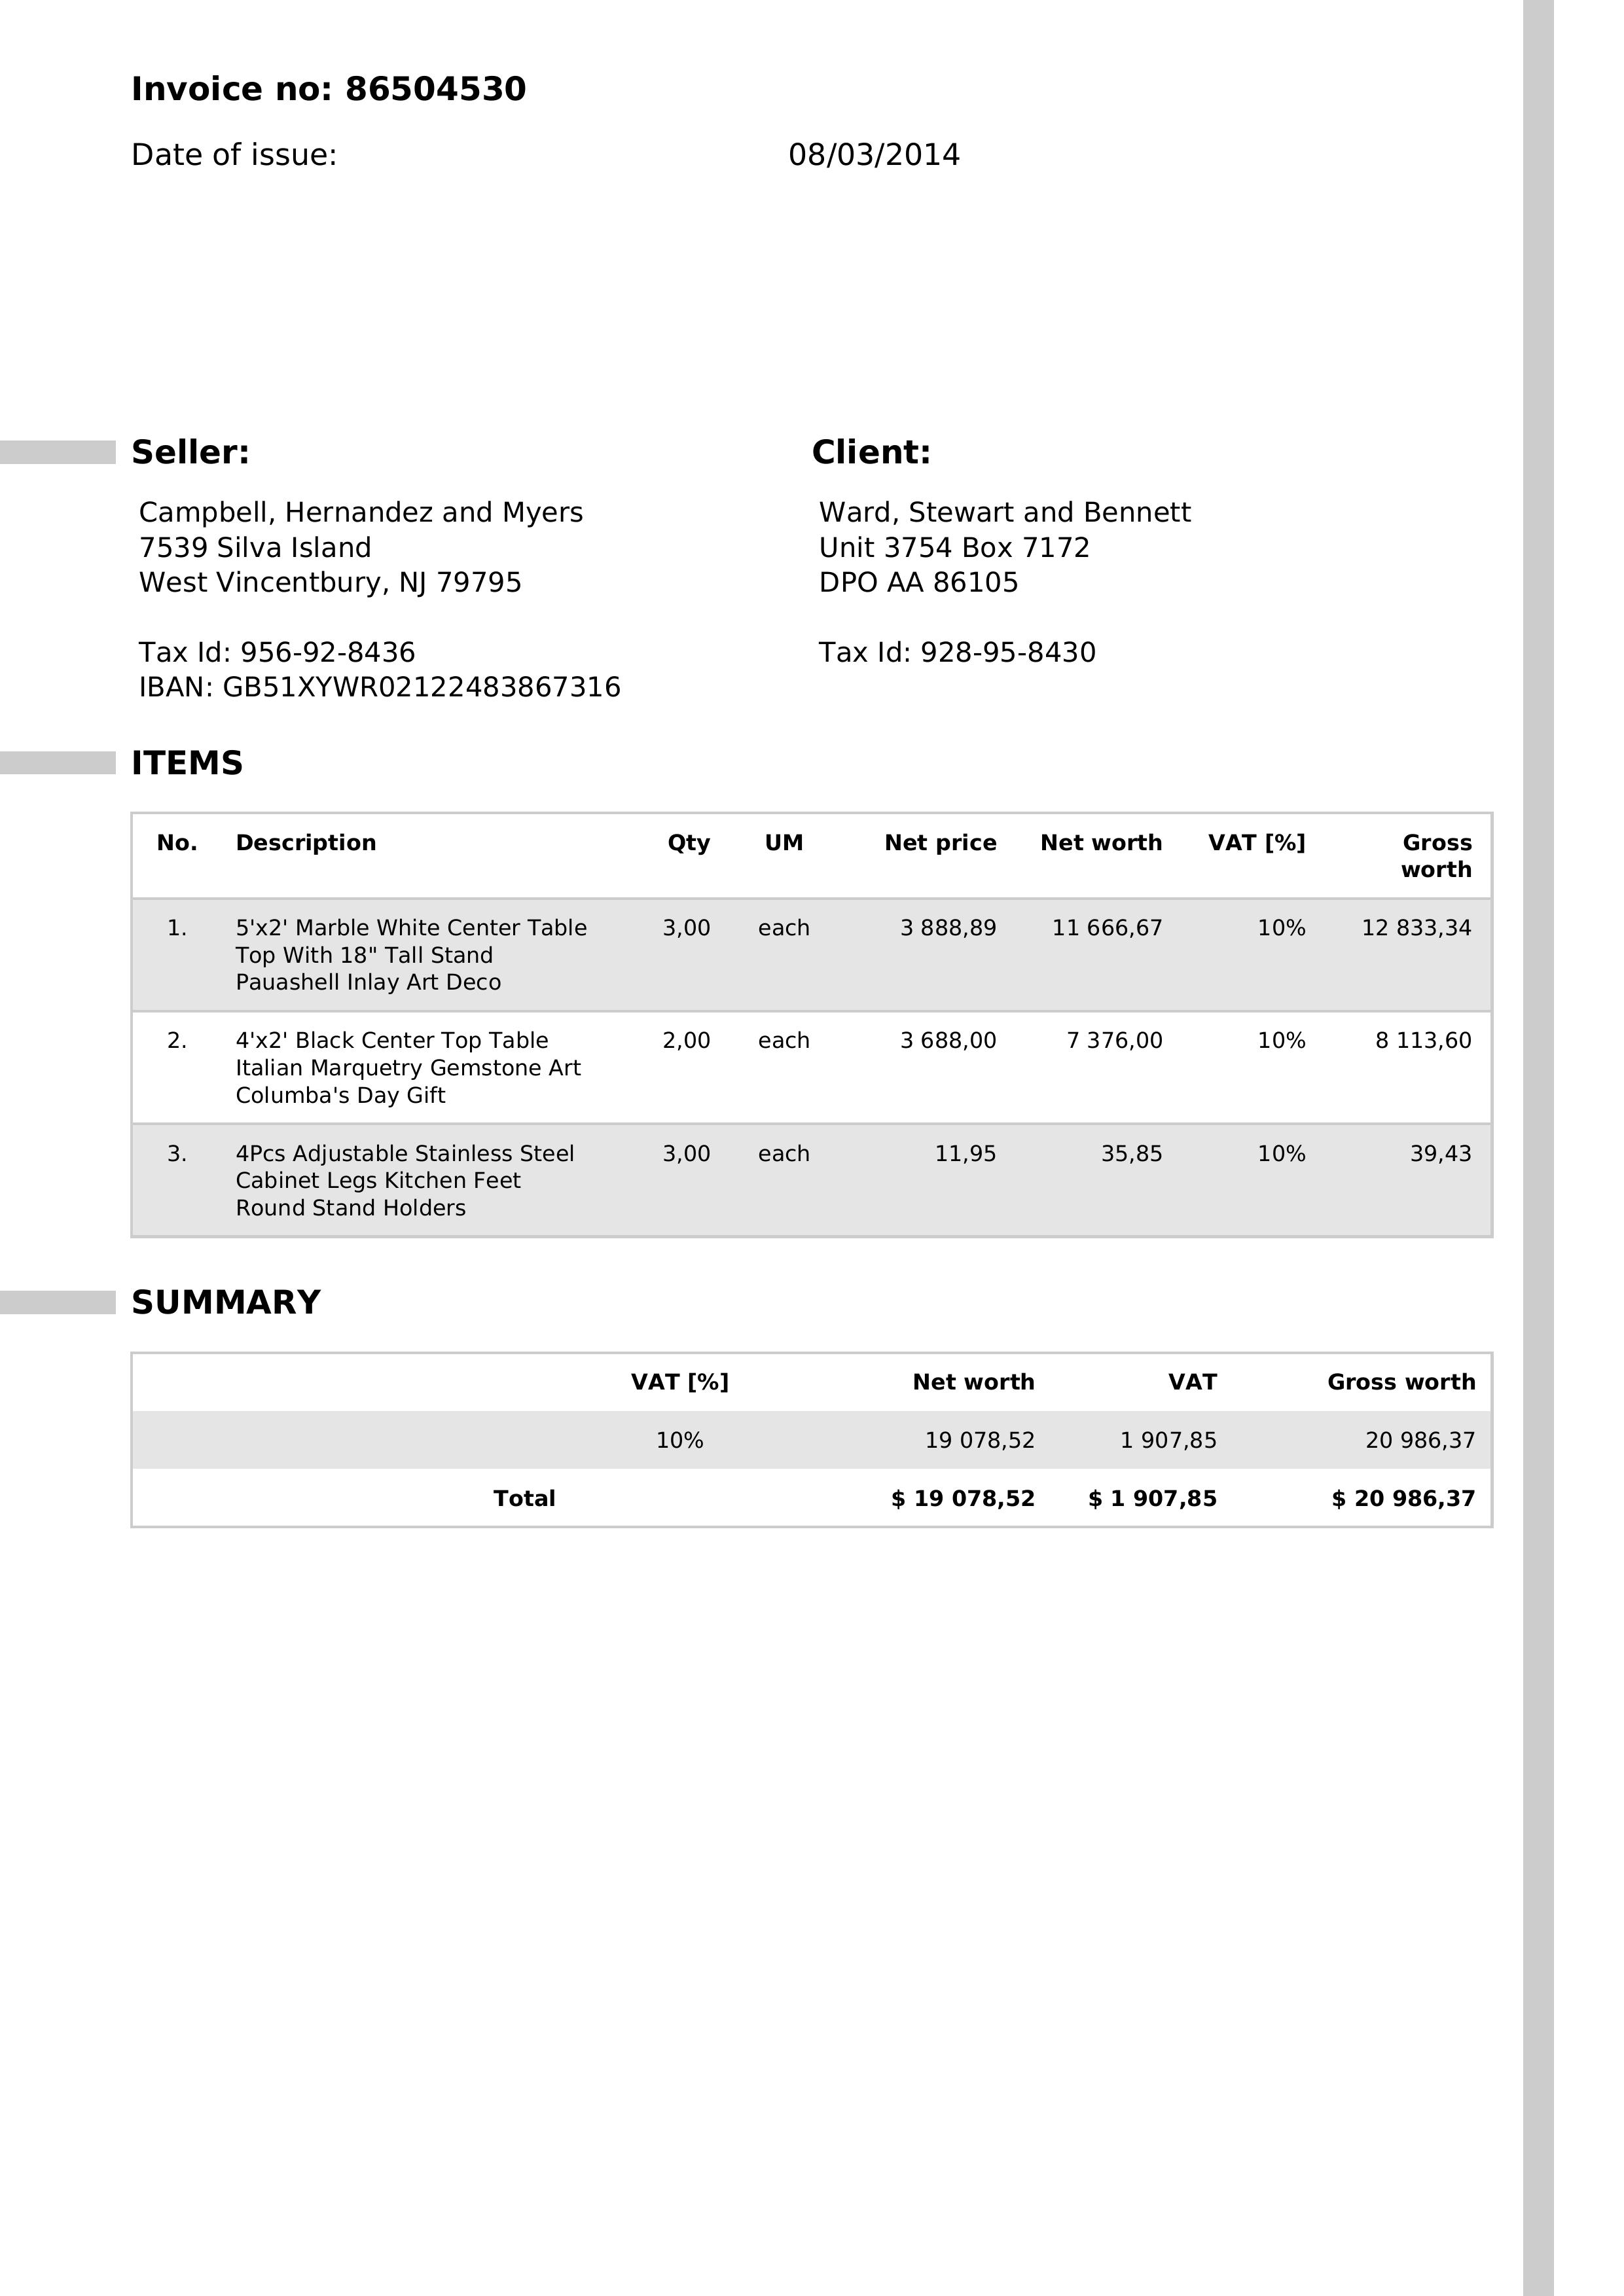 Invoice no: 86504530
Date of issue: 08/03/2014
Seller:
Campbell, Hernandez and Myers
7539 Silva Island
West Vincentbury, NJ 79795
Tax Id: 956-92-8436
IBAN: GB51XYWR02122483867316
Client:
Ward, Stewart and Bennett
Unit 3754 Box 7172
DPO AA 86105
Tax Id: 928-95-8430
ITEMS
No. Description Qty UM Net price Net worth VAT [%] Gross
worth
1. 5'x2' Marble White Center Table 3,00 each 3 888,89 11 666,67 10% 12 833,34
Top With 18" Tall Stand
Pauashell Inlay Art Deco
2. 4'x2' Black Center Top Table 2,00 each 3 688,00 7 376,00 10% 8 113,60
Italian Marquetry Gemstone Art
Columba's Day Gift
3. 4Pcs Adjustable Stainless Steel 3,00 each 11,95 35,85 10% 39,43
Cabinet Legs Kitchen Feet
Round Stand Holders
SUMMARY
VAT [%] Net worth VAT Gross worth
10% 19 078,52 1 907,85 20 986,37
Total $ 19 078,52 $ 1 907,85 $ 20 986,37